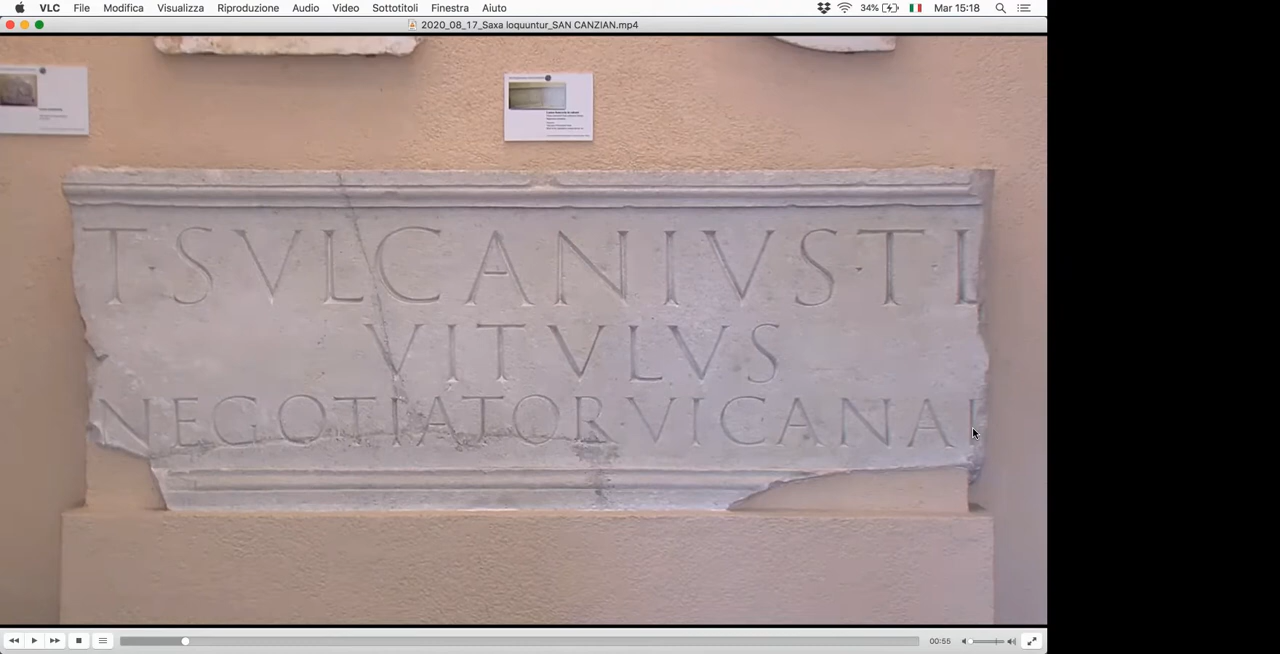 VLC File Modifica Visualizza Riproduzione Audio Video Sottotitoli Finestra Aiuto 34% Mar 15:18
2020_08_17_Saxa loquuntur_SAN CANZIAN.mp4
T·SVLCANIVS·T·L
VITVLVS
NEGOTIATOR·VICANAL
00:55